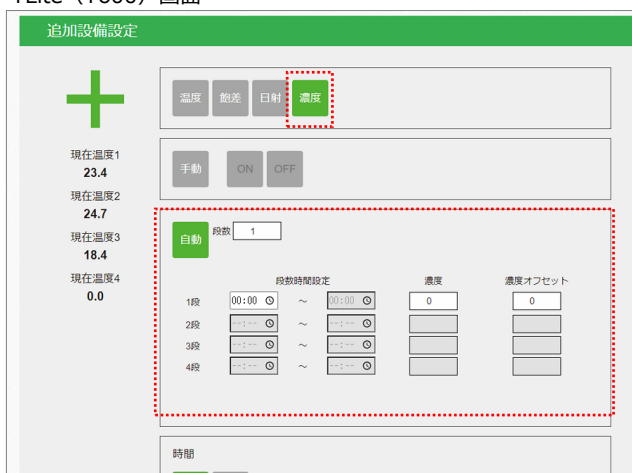 追加設備設定
温度 飽差 日射 濃度
現在温度1
23.4
現在温度2
24.7
現在温度3
18.4
現在温度4
0.0
手動 ON OFF
自動 段数 1
段数時間設定 濃度 濃度オフセット
1段 00:00 ～ 00:00 0 0
2段 --:-- ～ --:--
3段 --:-- ～ --:--
4段 --:-- ～ --:--
時間